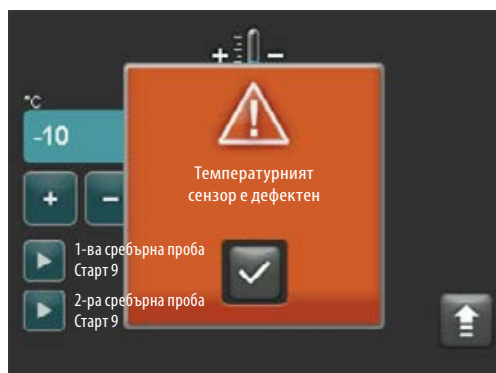 + −
°C
-10
+ −
Температурният
сензор е дефектен
1-ва сребърна проба
Старт 9
2-ра сребърна проба
Старт 9